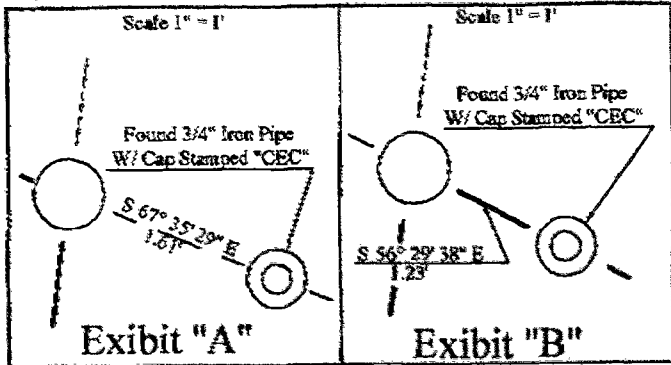 Scale 1" = 1'
Found 3/4" Iron Pipe
W/ Cap Stamped "CEC"
S 67° 35' 29" E
1.61'
Exibit "A"
Scale 1" = 1'
Found 3/4" Iron Pipe
W/ Cap Stamped "CEC"
S 56° 29' 38" E
1.23'
Exibit "B"